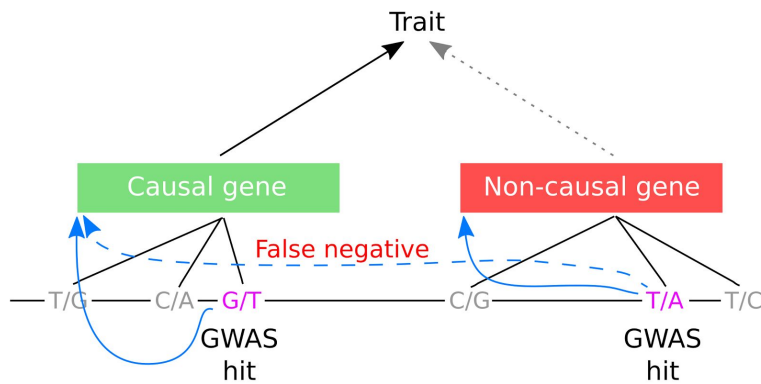 Trait
Causal gene
Non-causal gene
False negative
T/G C/A G/T C/G T/A T/C
GWAS
hit
GWAS
hit